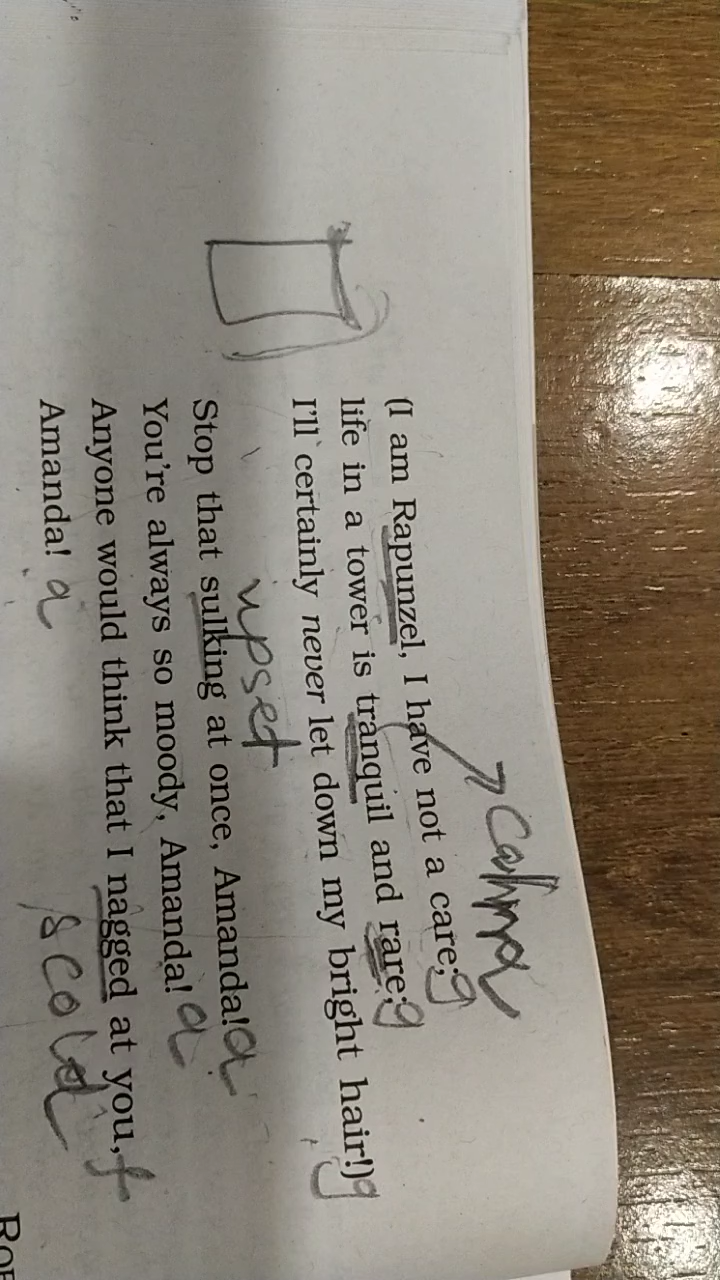 calm
(I am Rapunzel, I have not a care; g
life in a tower is tranquil and rare; g
I'll certainly never let down my bright hair!) g
upset
Stop that sulking at once, Amanda! a
You're always so moody, Amanda! a
Anyone would think that I nagged at you, f
scold
Amanda! a